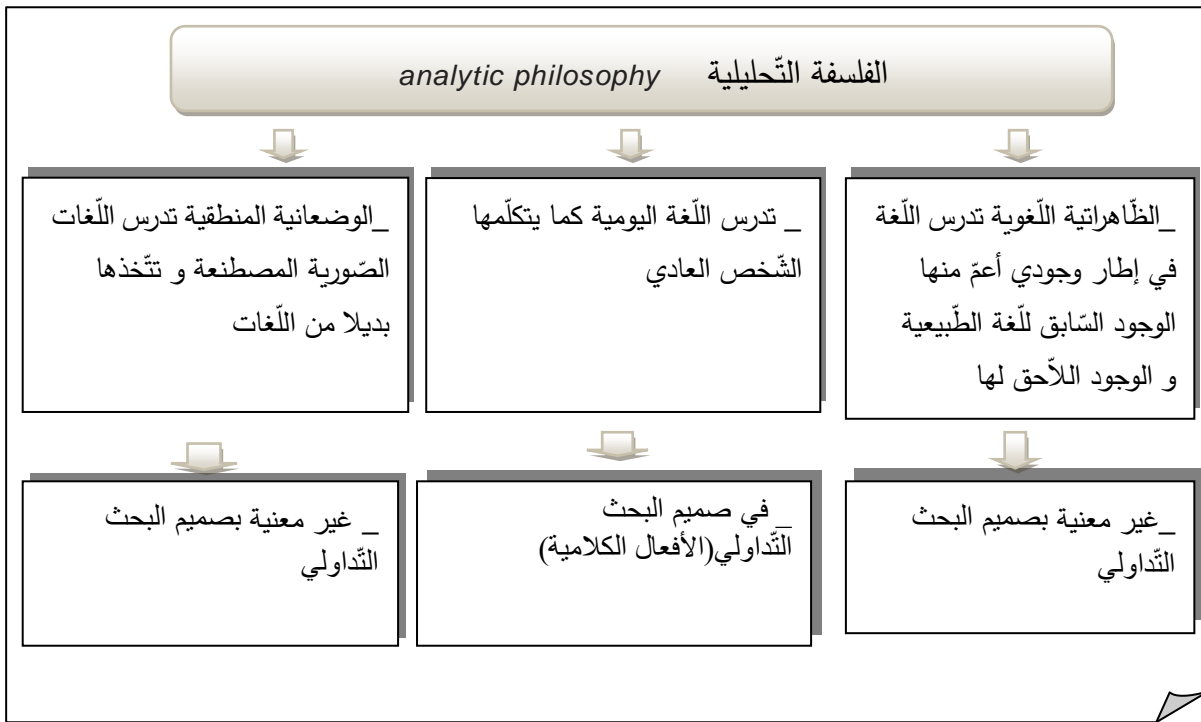 الفلسفة التّحليلية analytic philosophy
_الظّاهراتية اللّغوية تدرس اللّغة
في إطار وجودي أعمّ منها
الوجود السّابق للّغة الطّبيعية
و الوجود اللاّحق لها
_ تدرس اللّغة اليومية كما يتكلّمها
الشّخص العادي
_الوضعانية المنطقية تدرس اللّغات
الصّورية المصطنعة و تتّخذها
بديلا من اللّغات
_غير معنية بصميم البحث
التّداولي
_ في صميم البحث
التّداولي(الأفعال الكلامية)
_ غير معنية بصميم البحث
التّداولي